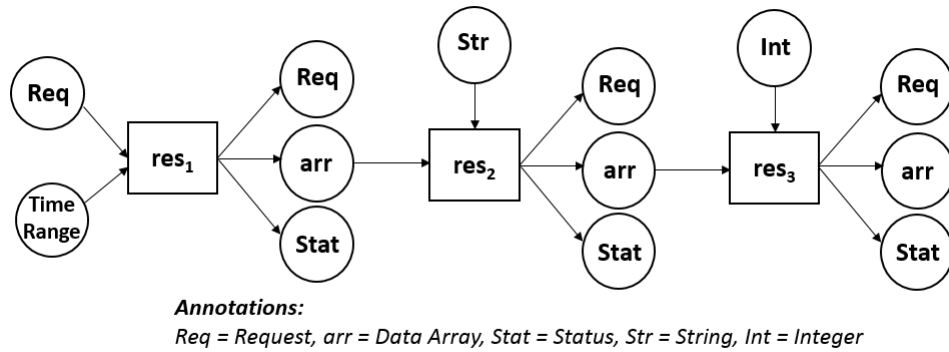 Req
Time
Range
res₁
Req
arr
Stat
Str
res₂
Req
arr
Stat
Int
res₃
Req
arr
Stat
Annotations:
Req = Request, arr = Data Array, Stat = Status, Str = String, Int = Integer